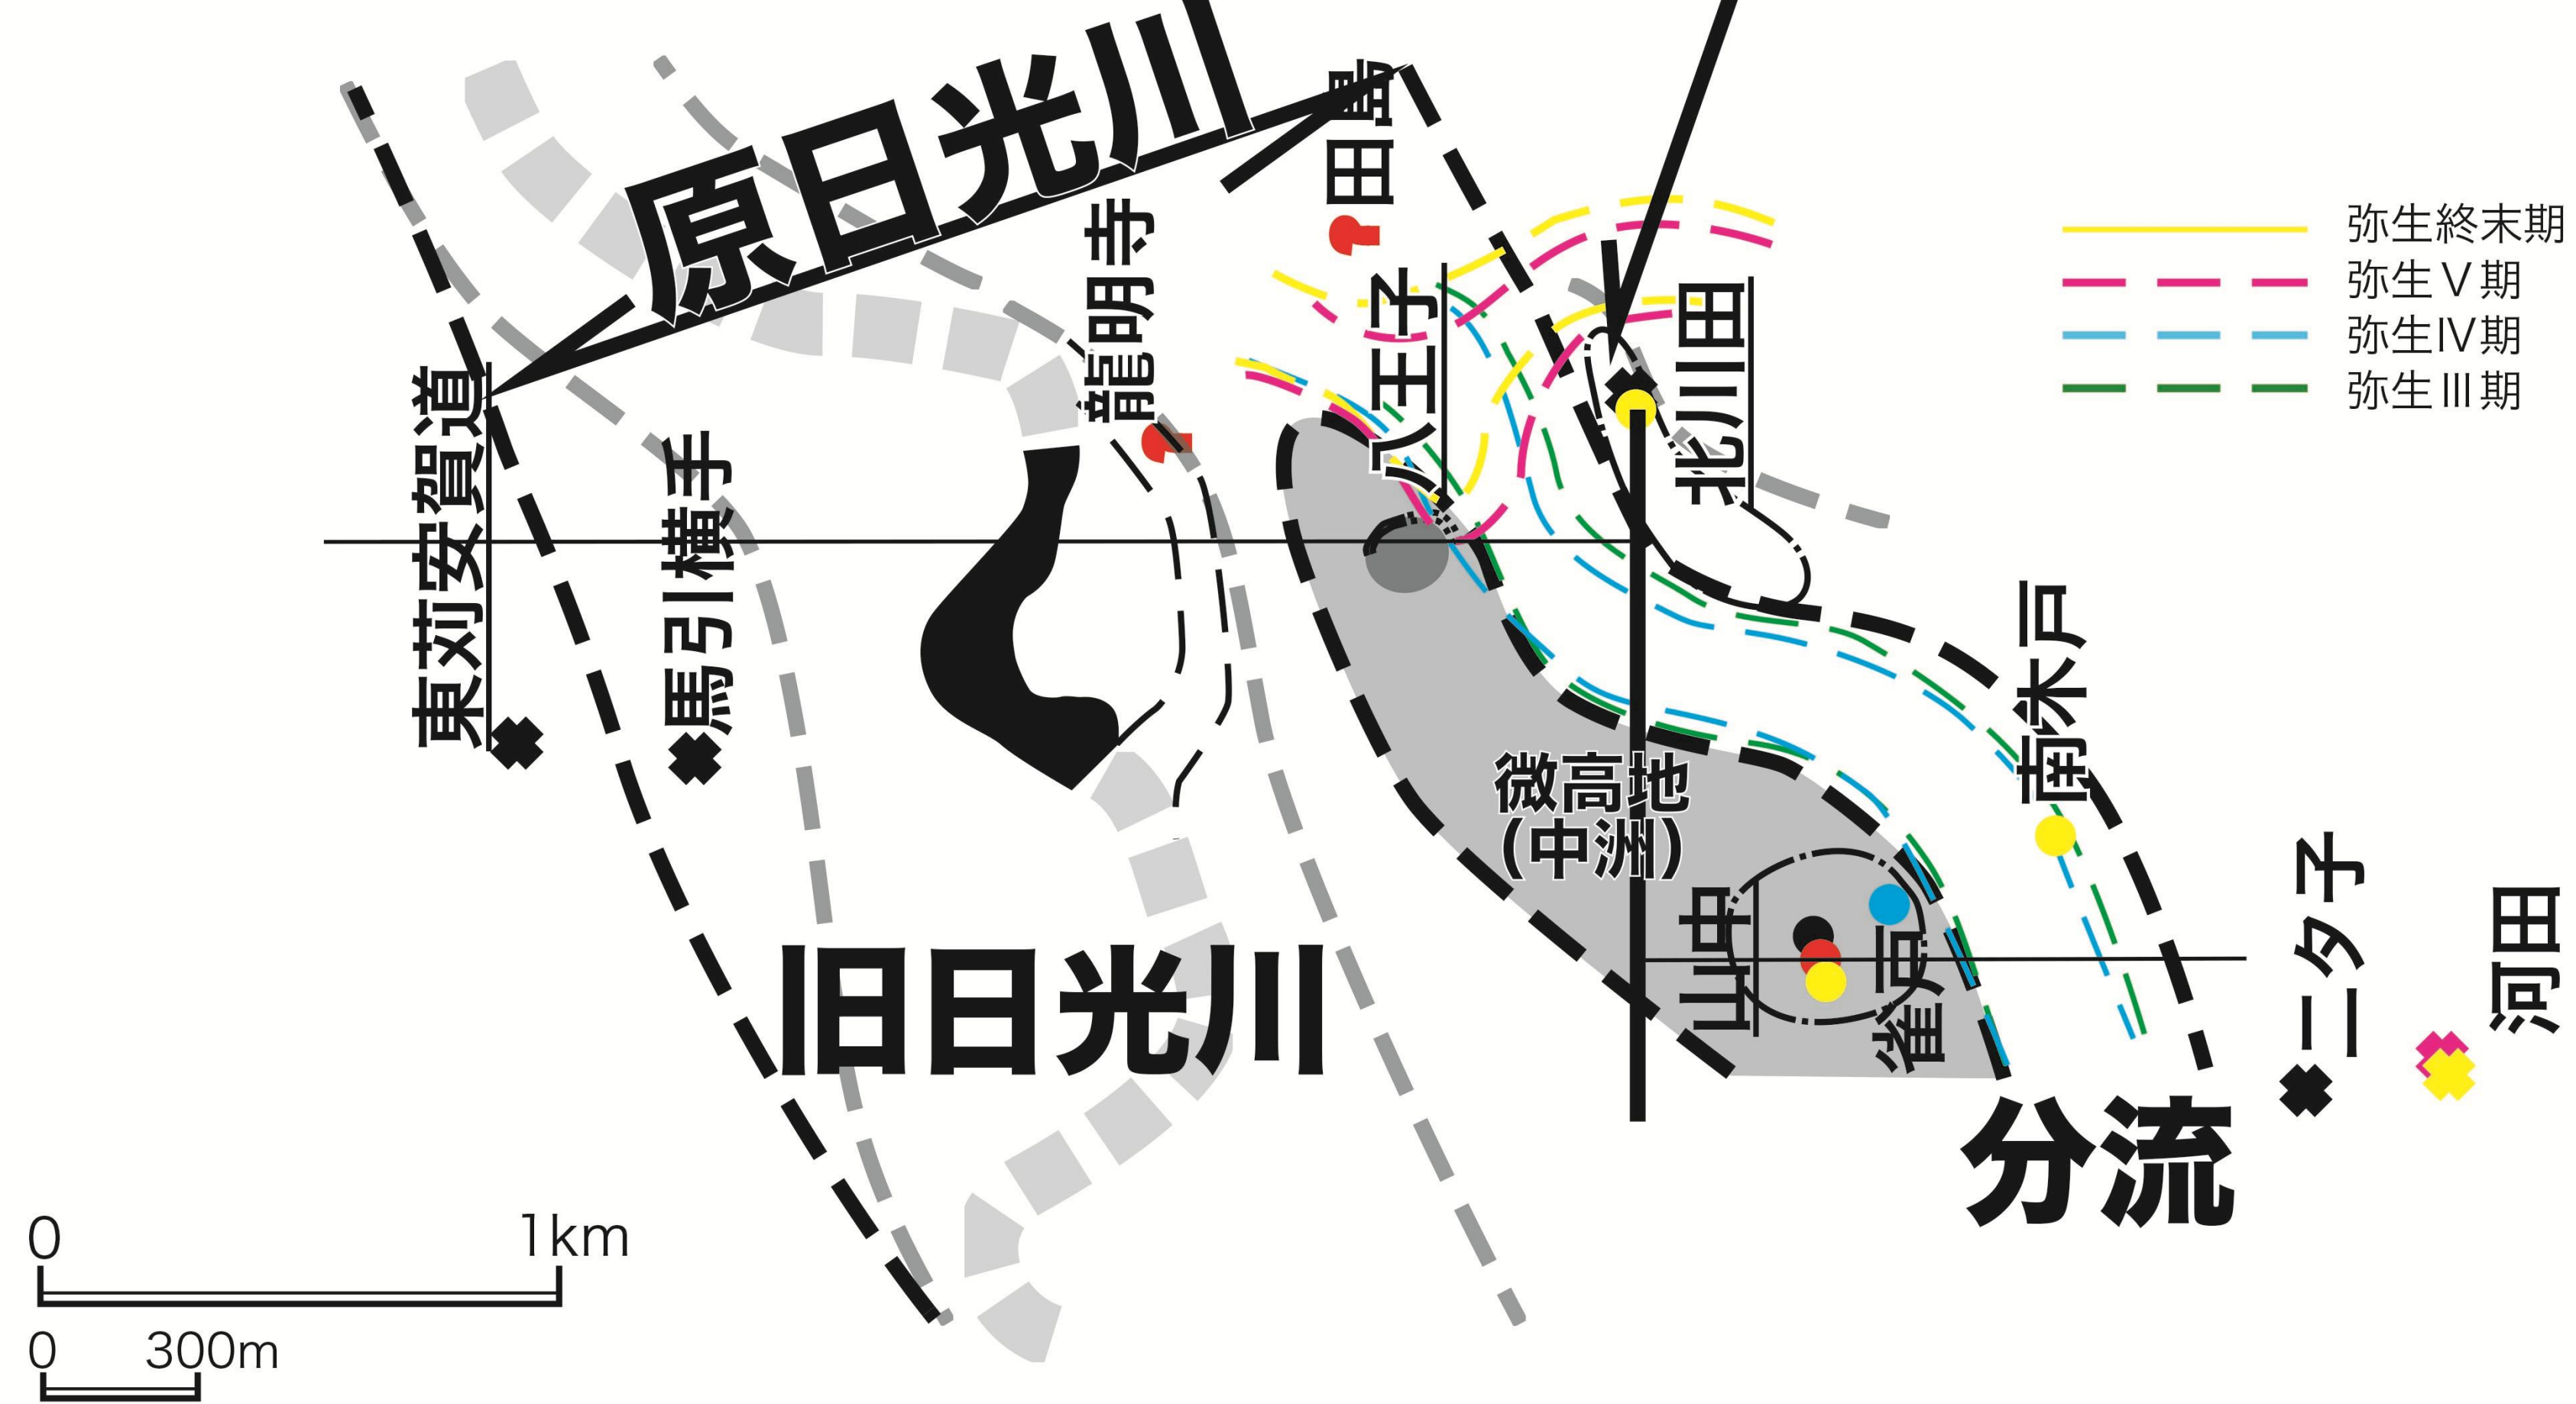 原日光川
田島
龍明寺
八王子
北川田
弥生終末期
弥生Ⅴ期
弥生Ⅳ期
弥生Ⅲ期
東苅安賀道
馬引横手
南木戸
微高地
(中洲)
山中
雀戸
二タ子
河田
旧日光川
分流
0 1km
0 300m